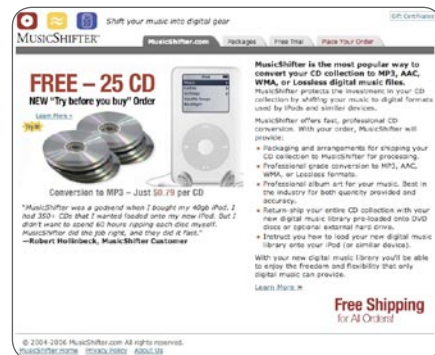 Shift your music into digital gear
Gift Certificates
MUSICSHIFTER™
MusicShifter.com
Packages
Free Trial
Place Your Order
FREE – 25 CD
NEW "Try before you buy" Order
Learn More »
Try Me!
Conversion to MP3 – Just $0.79 per CD
"MusicShifter was a godsend when I bought my 40gb iPod. I
had 350+ CDs that I wanted loaded onto my new iPod. But I
didn't want to spend 60 hours ripping each disc myself.
MusicShifter did the job right, and they did it fast."
—Robert Hollinbeck, MusicShifter Customer
MusicShifter is the most popular way to
convert your CD collection to MP3, AAC,
WMA, or Lossless digital music files.
MusicShifter protects the investment in your CD
collection by shifting your music to digital formats
used by iPods and similar devices.
MusicShifter offers fast, professional CD
conversion. With your order, MusicShifter will
provide:
• Packaging and arrangements for shipping your
CD collection to MusicShifter for processing.
• Professional grade conversion to MP3, AAC,
WMA, or Lossless formats.
• Professional album art for your music. Best in
the industry for both quantity provided and
accuracy.
• Return-ship your entire CD collection with your
new digital music library pre-loaded onto DVD
discs or optional external hard drive.
• Instruct you how to load your new digital music
library onto your iPod (or similar device).
With your new digital music library you'll be able
to enjoy the freedom and flexibility that only
digital music can provide.
Learn More »
Free Shipping
for All Orders!
© 2004-2006 MusicShifter.com All rights reserved.
MusicShifter Home
Privacy Policy
About Us